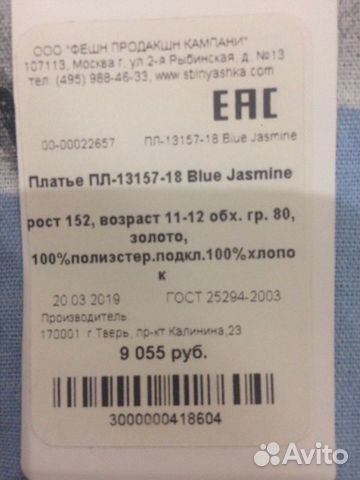 ООО "ФЕШН ПРОДАКШН КАМПАНИ"
107113, Москва г. ул 2-я Рыбинская, д. №13
тел: (495) 988-46-33, www.stinyashka.com
ЕАС
00-00022657 ПЛ-13157-18 Blue Jasmine
Платье ПЛ-13157-18 Blue Jasmine
рост 152, возраст 11-12 обх. гр. 80,
золото,
100%полиэстер.подкл.100%хлопо
к
20 03 2019 ГОСТ 25294-2003
Производитель
170001 г.Тверь, пр-кт Калинина,23
9 055 руб.
3000000418604
Avito